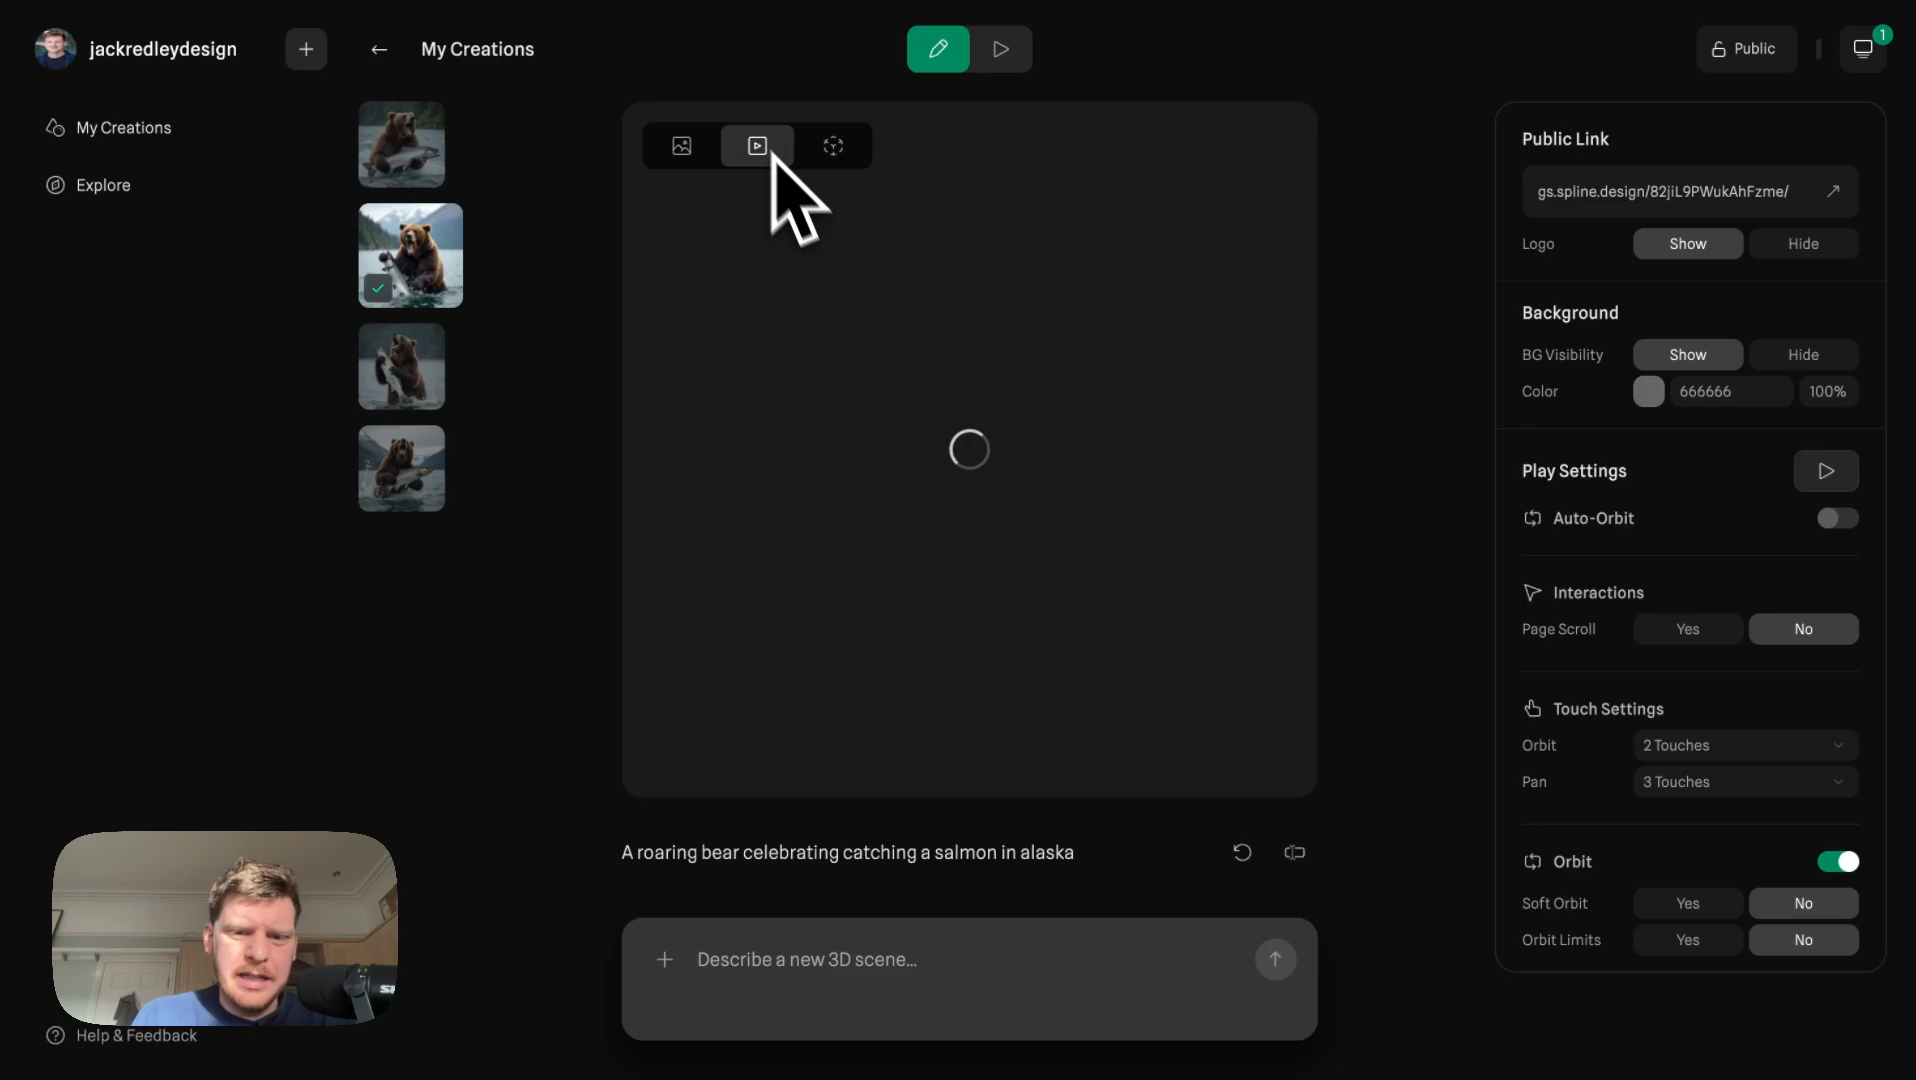 jackredleydesign
My Creations
Public
1
My Creations
Explore
Public Link
gs.spline.design/82jiL9PWukAhFzme/
Logo
Show
Hide
Background
BG Visibility
Show
Hide
Color
666666
100%
Play Settings
Auto-Orbit
Interactions
Page Scroll
Yes
No
Touch Settings
Orbit
2 Touches
Pan
3 Touches
Orbit
Soft Orbit
Yes
No
Orbit Limits
Yes
No
A roaring bear celebrating catching a salmon in alaska
Describe a new 3D scene...
Help & Feedback